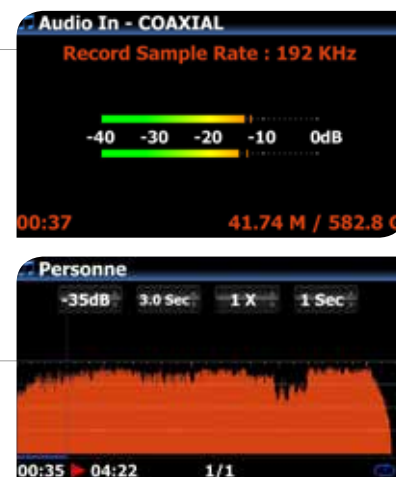 Audio In - COAXIAL
Record Sample Rate : 192 KHz
-40 -30 -20 -10 0dB
00:37 41.74 M / 582.8 G
Personne
-35dB 3.0 Sec 1 X 1 Sec
00:35 04:22 1/1